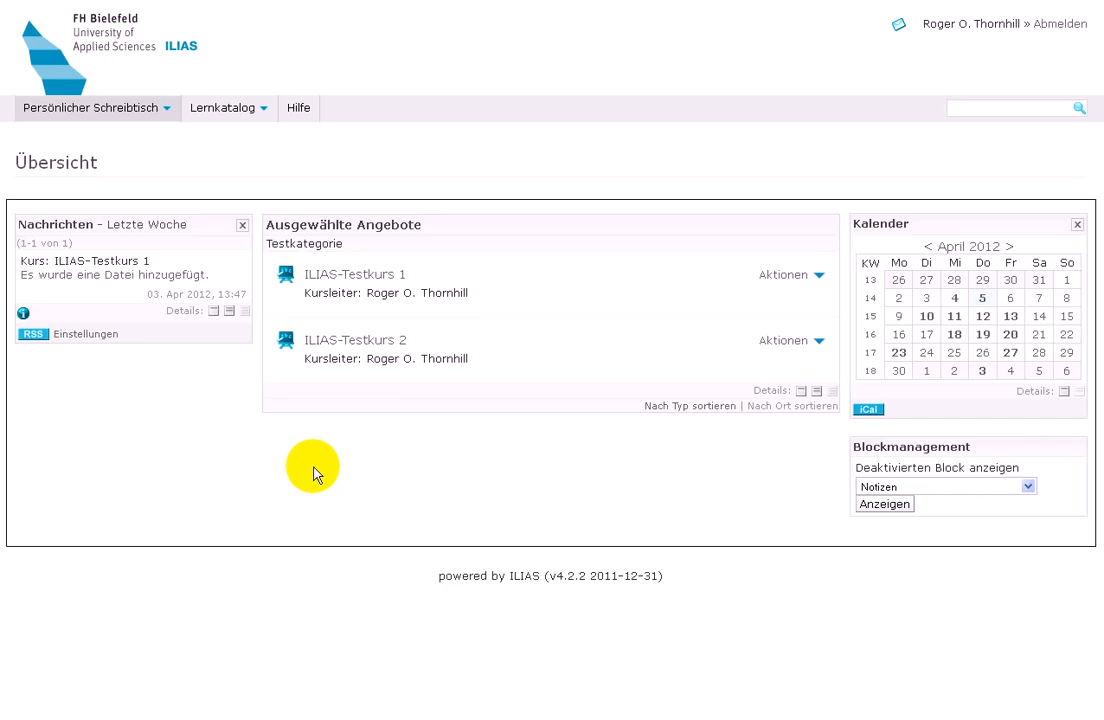 FH Bielefeld
University of
Applied Sciences ILIAS
Roger O. Thornhill » Abmelden
Persönlicher Schreibtisch Lernkatalog Hilfe
Übersicht
Nachrichten - Letzte Woche
(1-1 von 1)
Kurs: ILIAS-Testkurs 1
Es wurde eine Datei hinzugefügt.
03. Apr 2012, 13:47
Details:
RSS Einstellungen
Ausgewählte Angebote
Testkategorie
ILIAS-Testkurs 1 Aktionen
Kursleiter: Roger O. Thornhill
ILIAS-Testkurs 2 Aktionen
Kursleiter: Roger O. Thornhill
Details:
Nach Typ sortieren | Nach Ort sortieren
Kalender
< April 2012 >
KW Mo Di Mi Do Fr Sa So
13 26 27 28 29 30 31 1
14 2 3 4 5 6 7 8
15 9 10 11 12 13 14 15
16 16 17 18 19 20 21 22
17 23 24 25 26 27 28 29
18 30 1 2 3 4 5 6
Details:
iCal
Blockmanagement
Deaktivierten Block anzeigen
Notizen
Anzeigen
powered by ILIAS (v4.2.2 2011-12-31)